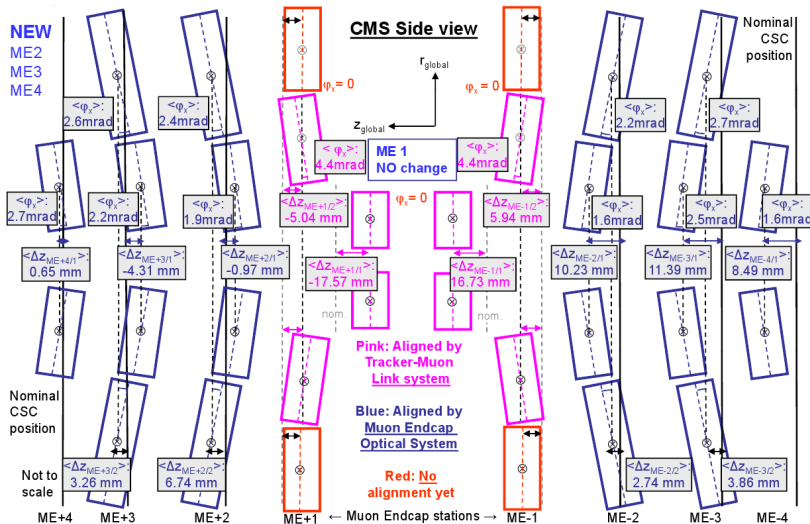 CMS Side view
NEW
ME2
ME3
ME4
Nominal
CSC
position
r global
z global
φx = 0
φx = 0
<φx>:
2.6mrad
<φx>:
2.4mrad
<φx>:
4.4mrad
ME 1
NO change
<φx>:
4.4mrad
<φx>:
2.2mrad
<φx>:
2.7mrad
<φx>:
2.7mrad
<φx>:
2.2mrad
<φx>:
1.9mrad
φx = 0
<φx>:
1.6mrad
<φx>:
2.5mrad
<φx>:
1.6mrad
<ΔzME+1/2>:
-5.04 mm
<ΔzME-1/2>:
5.94 mm
<ΔzME+4/1>:
0.65 mm
<ΔzME+3/1>:
-4.31 mm
<ΔzME+2/1>:
-0.97 mm
<ΔzME+1/1>:
-17.57 mm
<ΔzME-1/1>:
16.73 mm
<ΔzME-2/1>:
10.23 mm
<ΔzME-3/1>:
11.39 mm
<ΔzME-4/1>:
8.49 mm
nom.
nom.
Pink: Aligned by
Tracker-Muon
Link system
Nominal
CSC
position
Blue: Aligned by
Muon Endcap
Optical System
Not to
scale
<ΔzME+3/2>:
3.26 mm
<ΔzME+2/2>:
6.74 mm
Red: No
alignment yet
<ΔzME-2/2>:
2.74 mm
<ΔzME-3/2>:
3.86 mm
ME+4
ME+3
ME+2
ME+1
← Muon Endcap stations →
ME-1
ME-2
ME-3
ME-4